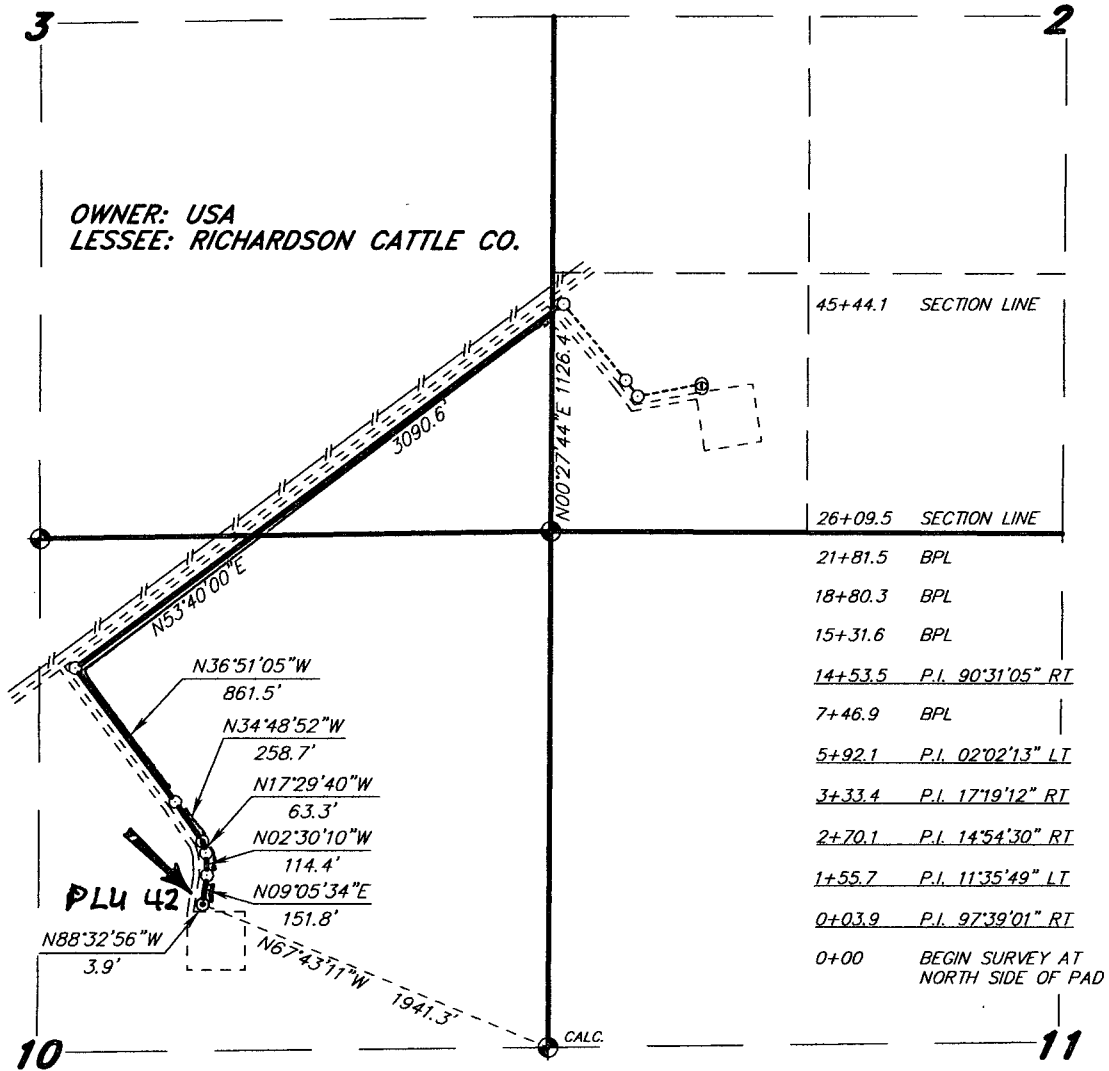 3
2
OWNER: USA
LESSEE: RICHARDSON CATTLE CO.
45+44.1 SECTION LINE
3090.6'
N00°27'44"E 1126.4'
26+09.5 SECTION LINE
N53°40'00"E
21+81.5 BPL
18+80.3 BPL
15+31.6 BPL
14+53.5 P.I. 90°31'05" RT
7+46.9 BPL
5+92.1 P.I. 02°02'13" LT
3+33.4 P.I. 17°19'12" RT
2+70.1 P.I. 14°54'30" RT
1+55.7 P.I. 11°35'49" LT
0+03.9 P.I. 97°39'01" RT
0+00 BEGIN SURVEY AT
NORTH SIDE OF PAD
N36°51'05"W
861.5'
N34°48'52"W
258.7'
N17°29'40"W
63.3'
N02°30'10"W
114.4'
N09°05'34"E
151.8'
PLU 42
N88°32'56"W
3.9'
N67°43'11"W 1941.3'
CALC.
10
11